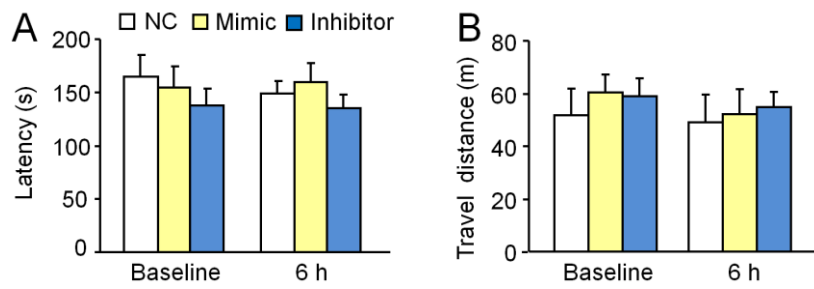 A
NC Mimic Inhibitor
Latency (s)
200
150
100
50
0
Baseline 6 h
B
Travel distance (m)
80
60
40
20
0
Baseline 6 h